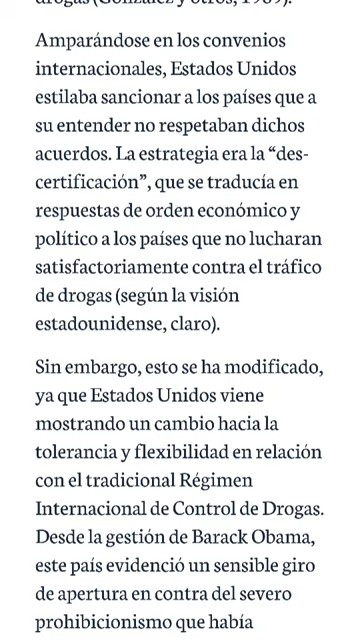 Amparándose en los convenios
internacionales, Estados Unidos
estilaba sancionar a los países que a
su entender no respetaban dichos
acuerdos. La estrategia era la “des-
certificación”, que se traducía en
respuestas de orden económico y
político a los países que no lucharan
satisfactoriamente contra el tráfico
de drogas (según la visión
estadounidense, claro).
Sin embargo, esto se ha modificado,
ya que Estados Unidos viene
mostrando un cambio hacia la
tolerancia y flexibilidad en relación
con el tradicional Régimen
Internacional de Control de Drogas.
Desde la gestión de Barack Obama,
este país evidenció un sensible giro
de apertura en contra del severo
prohibicionismo que había